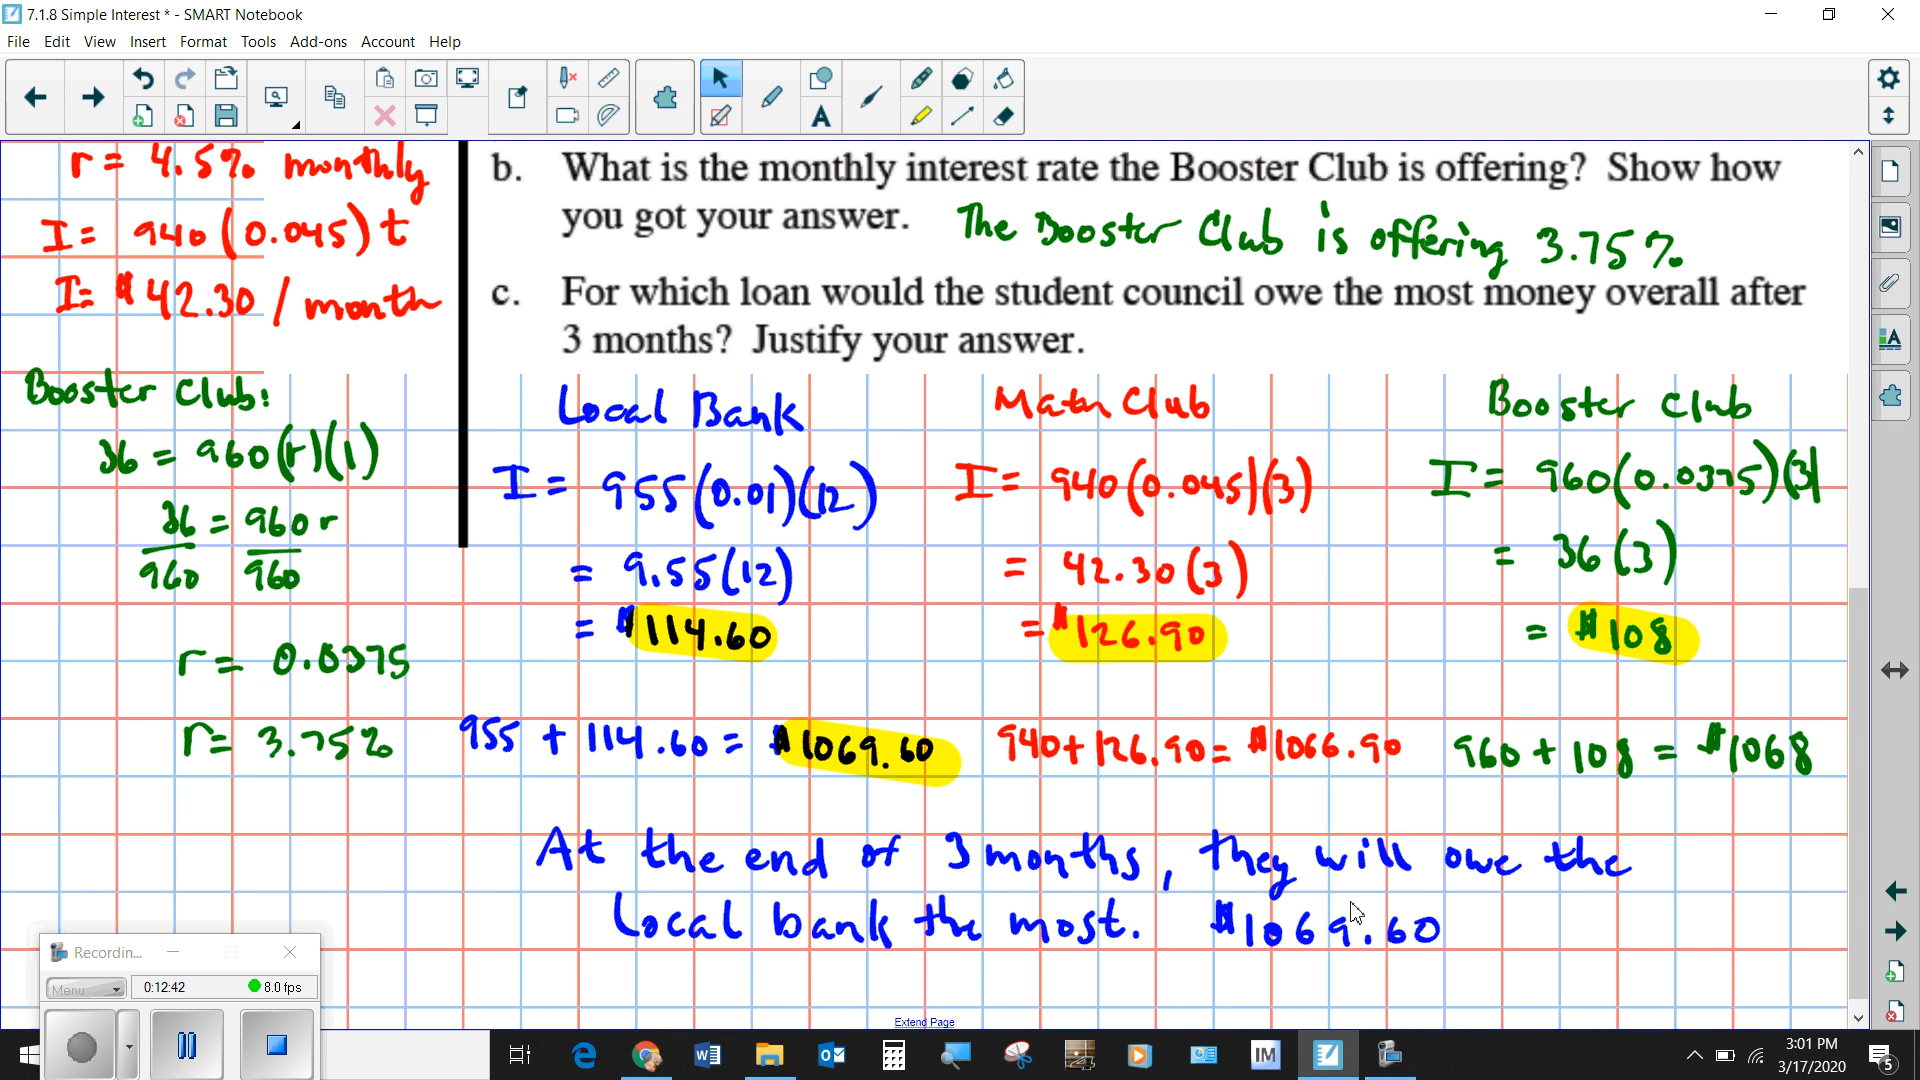 7.1.8 Simple Interest * - SMART Notebook
File Edit View Insert Format Tools Add-ons Account Help
r = 4.5% monthly
I = 940(0.045)t
I = $42.30 / month
Booster Club:
36 = 960(r)(1)
36 = 960r
960 960
r = 0.0375
r = 3.75%
b. What is the monthly interest rate the Booster Club is offering? Show how
you got your answer. The Booster Club is offering 3.75%
c. For which loan would the student council owe the most money overall after
3 months? Justify your answer.
Local Bank
I = 955(0.01)(12)
= 9.55(12)
= $114.60
955 + 114.60 = $1069.60
Math Club
I = 940(0.045)(3)
= 42.30(3)
= $126.90
940+126.90 = $1066.90
Booster Club
I = 960(0.0375)(3)
= 36(3)
= $108
960 + 108 = $1068
At the end of 3 months, they will owe the
local bank the most. $1069.60
Recordin...
Menu 0:12:42 8.0 fps
Extend Page
IM
3:01 PM
3/17/2020
5